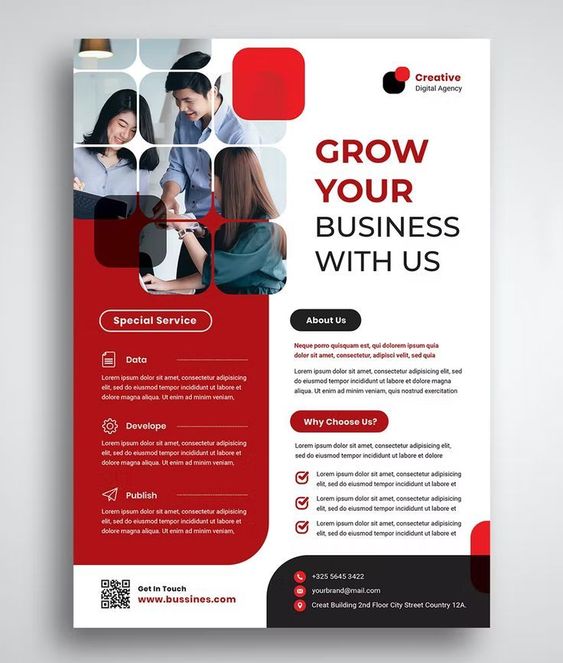 Creative
Digital Agency
GROW
YOUR
BUSINESS
WITH US
Special Service
Data
Lorem ipsum dolor sit amet, consectetur adipisicing
elit, sed do eiusmod tempor incididunt ut labore et
dolore magna aliqua. Ut enim ad minim veniam,
Develope
Lorem ipsum dolor sit amet, consectetur adipisicing
elit, sed do eiusmod tempor incididunt ut labore et
dolore magna aliqua. Ut enim ad minim veniam,
Publish
Lorem ipsum dolor sit amet, consectetur adipisicing
elit, sed do eiusmod tempor incididunt ut labore et
dolore magna aliqua. Ut enim ad minim veniam,
About Us
Neque porro quisquam est, qui dolorem ipsum
dolor sit amet, consectetur, adipisci velit, sed quia
Lorem ipsum dolor sit amet, consectetur adipisicing
elit, sed do eiusmod tempor incididunt ut labore et
dolore magna aliqua. Ut enim ad minim veniam,
quis nostrud exercitation
Why Choose Us?
Lorem ipsum dolor sit amet, consectetur adipisicing
elit, sed do eiusmod tempor incididunt ut labore et dolore
Lorem ipsum dolor sit amet, consectetur adipisicing
elit, sed do eiusmod tempor incididunt ut labore et
Lorem ipsum dolor sit amet, consectetur adipisicing
elit, sed do eiusmod tempor incididunt ut labore et
Lorem ipsum dolor sit amet, consectetur adipisicing
elit, sed do eiusmod tempor incididunt ut labore et
Get In Touch
www.bussines.com
+325 5645 3422
yourbrand@mail.com
Creat Building 2nd Floor City Street Country 12A.